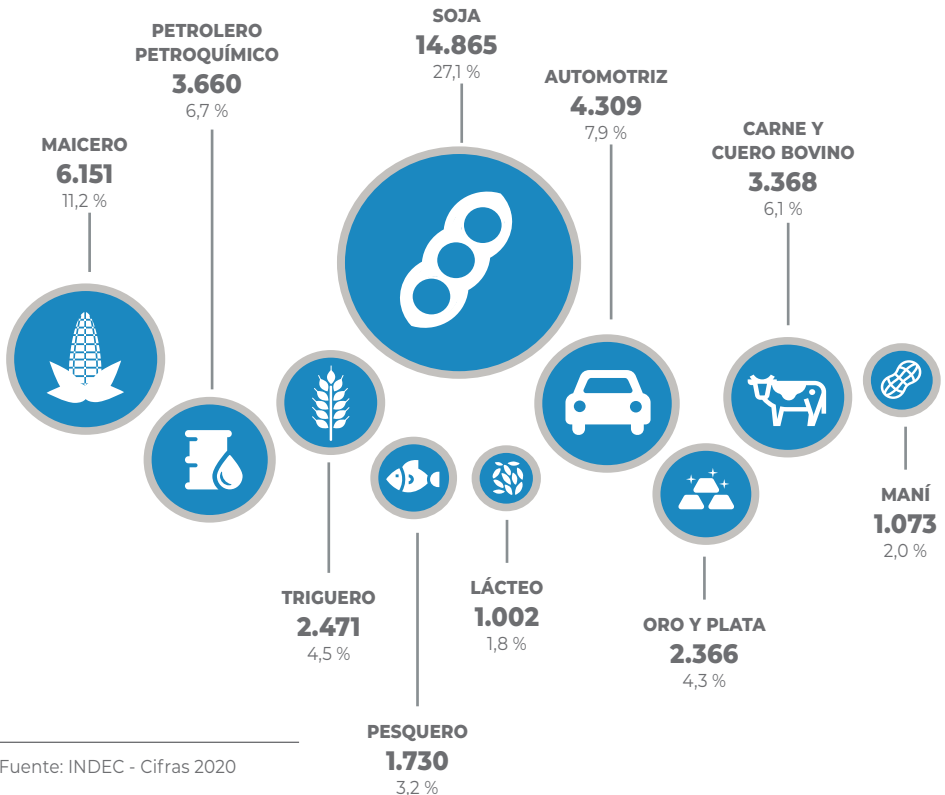 SOJA
14.865
27,1 %
PETROLERO
PETROQUÍMICO
3.660
6,7 %
AUTOMOTRIZ
4.309
7,9 %
CARNE Y
CUERO BOVINO
3.368
6,1 %
MAICERO
6.151
11,2 %
MANÍ
1.073
2,0 %
TRIGUERO
2.471
4,5 %
LÁCTEO
1.002
1,8 %
ORO Y PLATA
2.366
4,3 %
PESQUERO
1.730
3,2 %
Fuente: INDEC - Cifras 2020